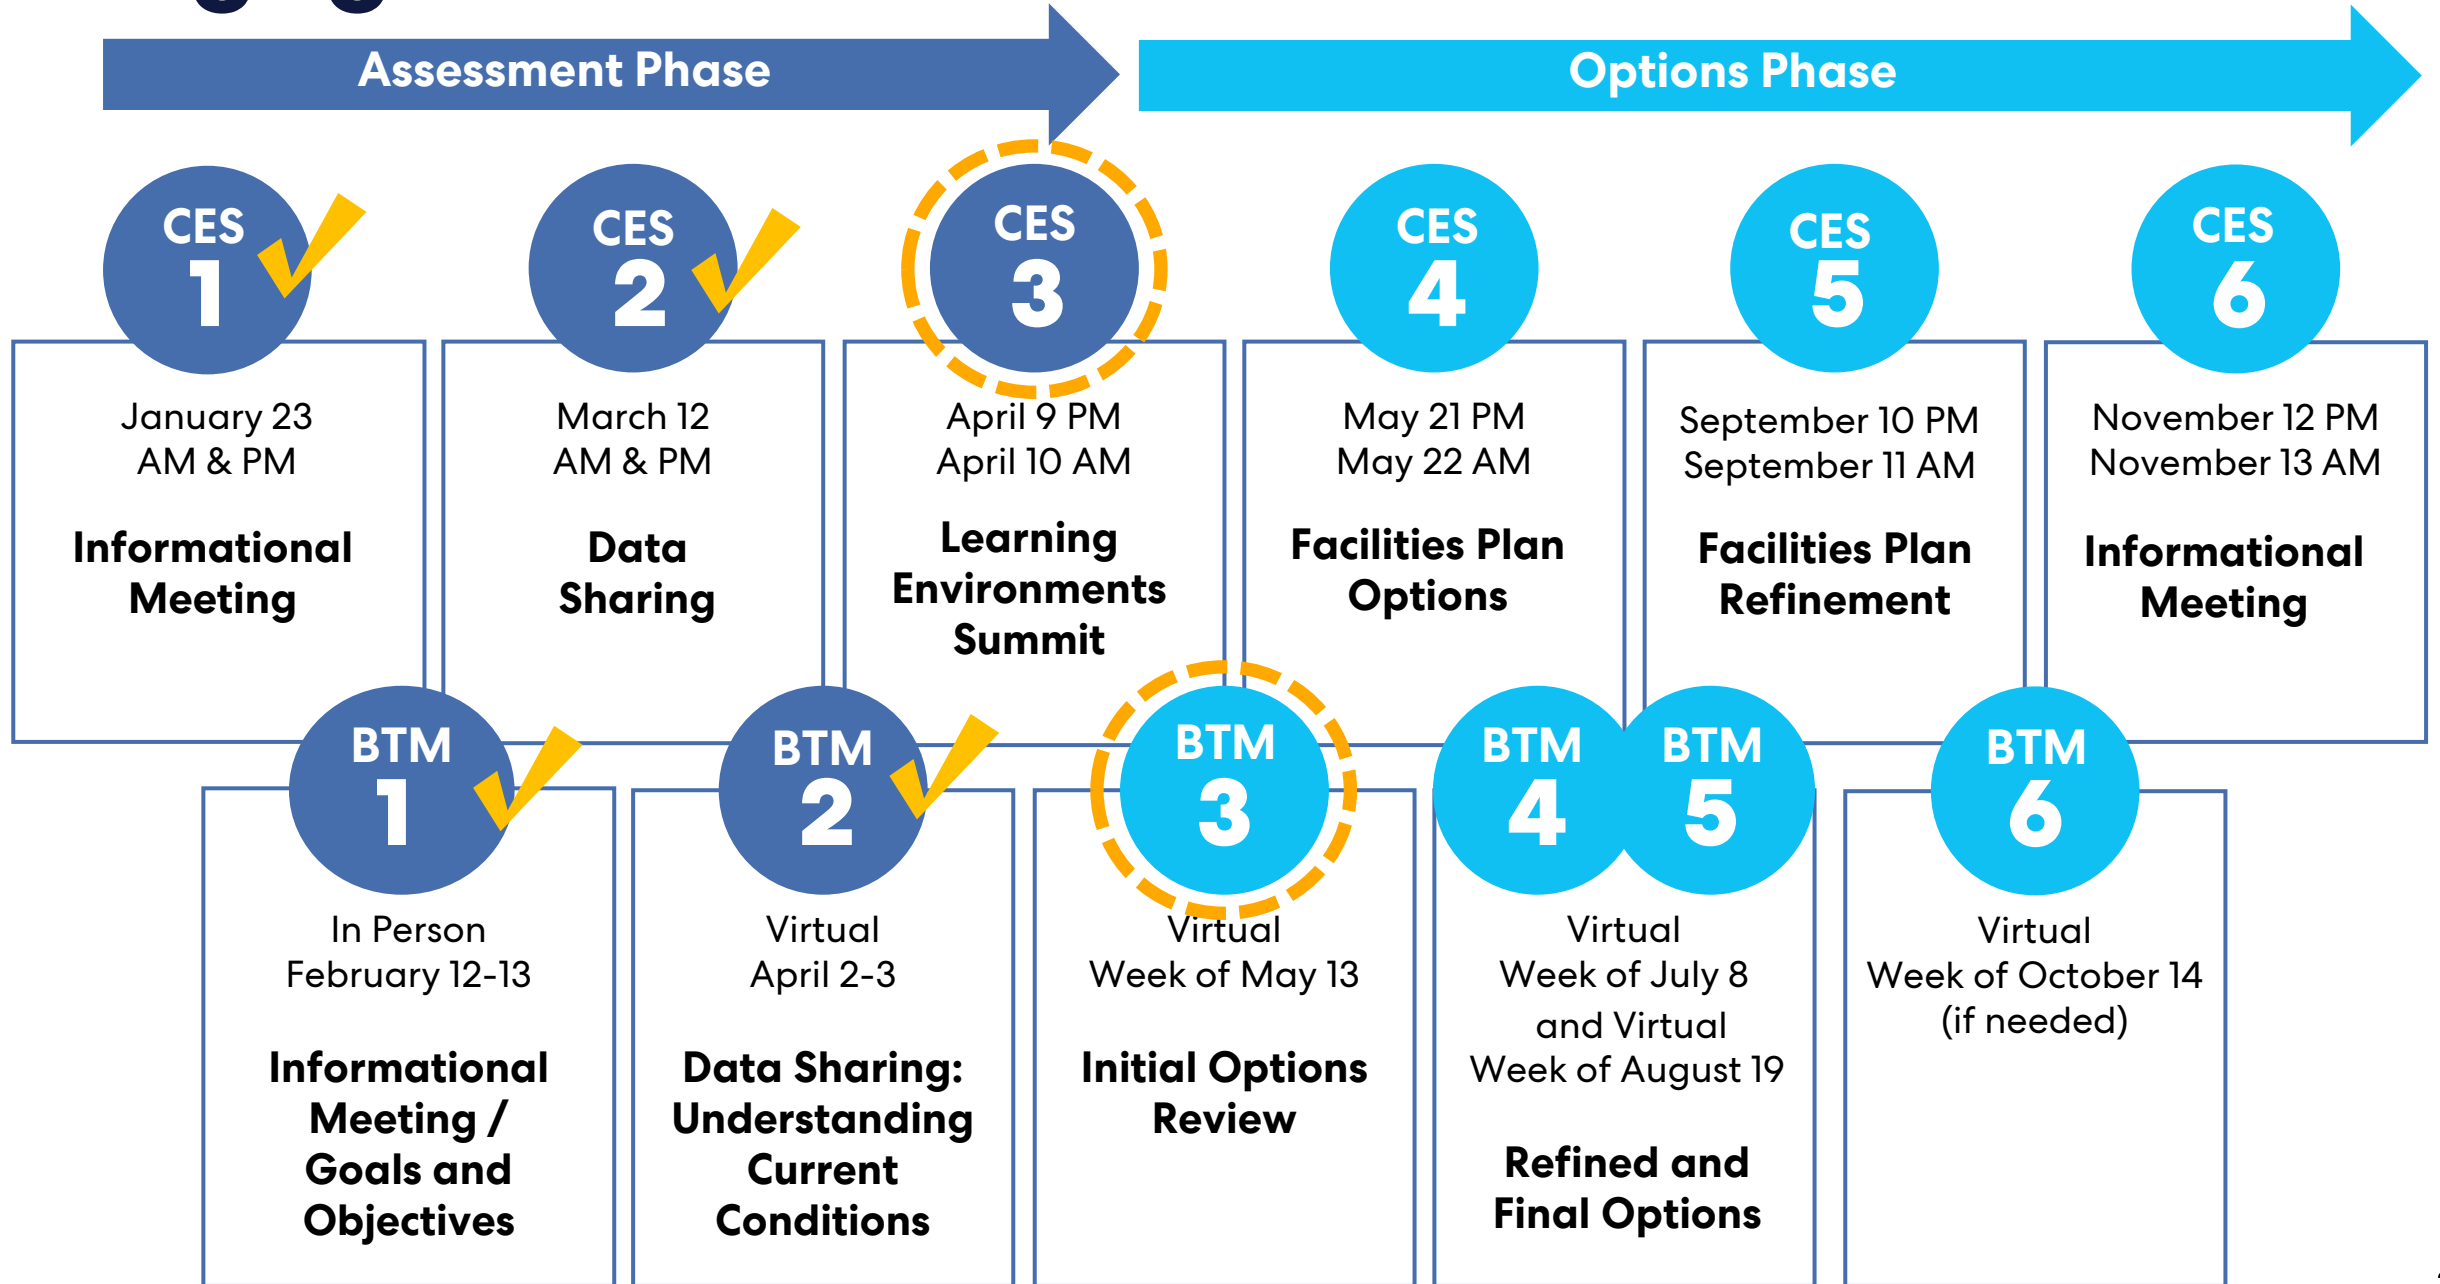 Assessment Phase
Options Phase
CES
1
January 23
AM & PM
Informational
Meeting
CES
2
March 12
AM & PM
Data
Sharing
CES
3
April 9 PM
April 10 AM
Learning
Environments
Summit
CES
4
May 21 PM
May 22 AM
Facilities Plan
Options
CES
5
September 10 PM
September 11 AM
Facilities Plan
Refinement
CES
6
November 12 PM
November 13 AM
Informational
Meeting
BTM
1
In Person
February 12-13
Informational
Meeting /
Goals and
Objectives
BTM
2
Virtual
April 2-3
Data Sharing:
Understanding
Current
Conditions
BTM
3
Virtual
Week of May 13
Initial Options
Review
BTM
4
BTM
5
Virtual
Week of July 8
and Virtual
Week of August 19
Refined and
Final Options
BTM
6
Virtual
Week of October 14
(if needed)